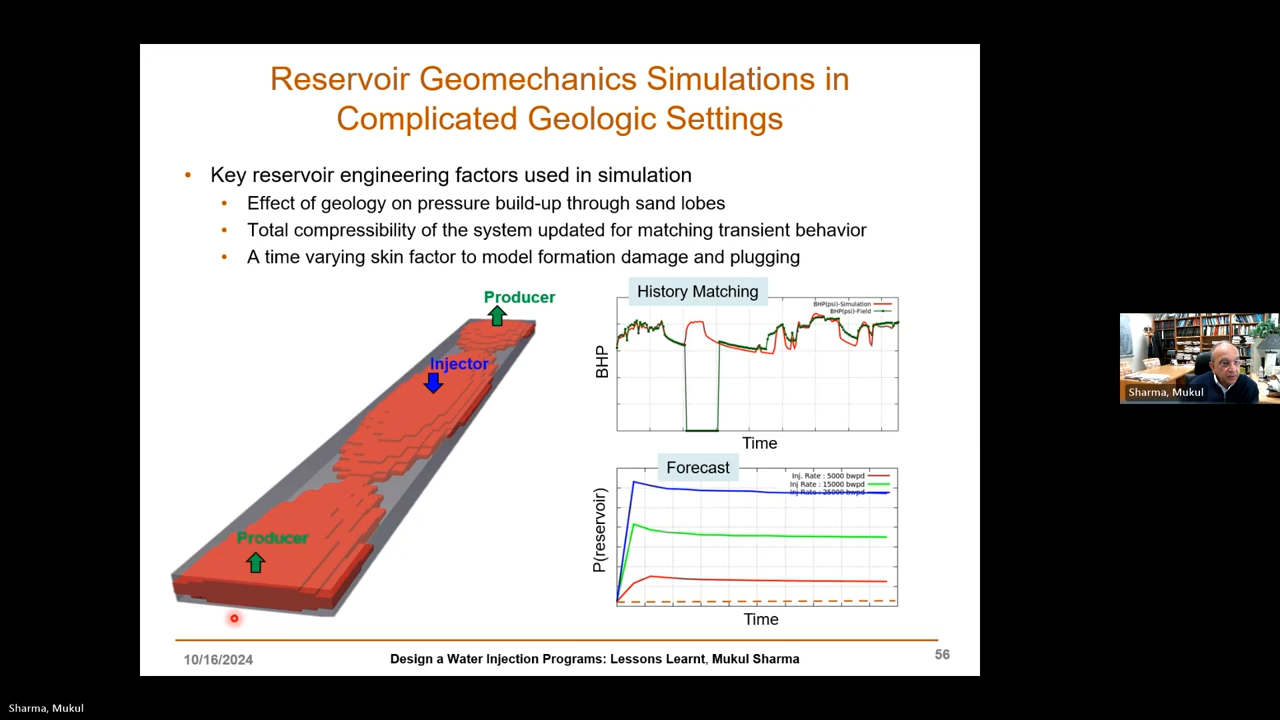 Reservoir Geomechanics Simulations in
Complicated Geologic Settings
• Key reservoir engineering factors used in simulation
• Effect of geology on pressure build-up through sand lobes
• Total compressibility of the system updated for matching transient behavior
• A time varying skin factor to model formation damage and plugging
Producer
Injector
Producer
History Matching
BHP(psi)-Simulation
BHP(psi)-Field
BHP
Time
Forecast
Inj. Rate : 5000 bwpd
Inj. Rate : 15000 bwpd
Inj Rate : 25000 bwpd
P(reservoir)
Time
10/16/2024
Design a Water Injection Programs: Lessons Learnt, Mukul Sharma
56
Sharma, Mukul
Sharma, Mukul